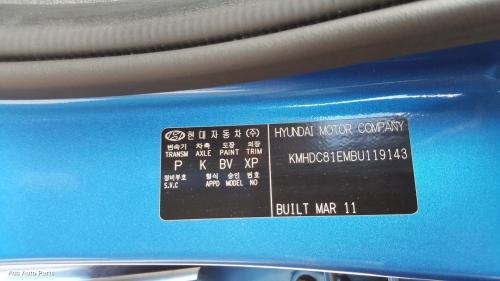 현대자동차(주)
변속기 차축 도장 외장
TRANSM AXLE PAINT TRIM
P K BV XP
정비부호 형식 승인 번호
S.V.C APPD MODEL NO
HYUNDAI MOTOR COMPANY
KMHDC81EMBU119143
BUILT MAR 11
Aus Auto Parts